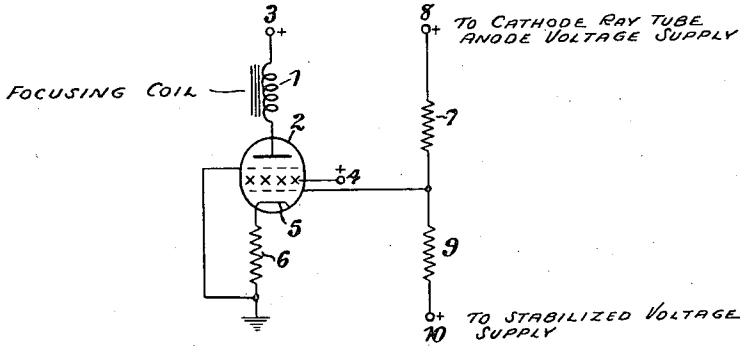 3
+
8
+ TO CATHODE RAY TUBE
ANODE VOLTAGE SUPPLY
FOCUSING COIL
1
2
7
+
4
5
6
9
+
10
TO STABILIZED VOLTAGE
SUPPLY